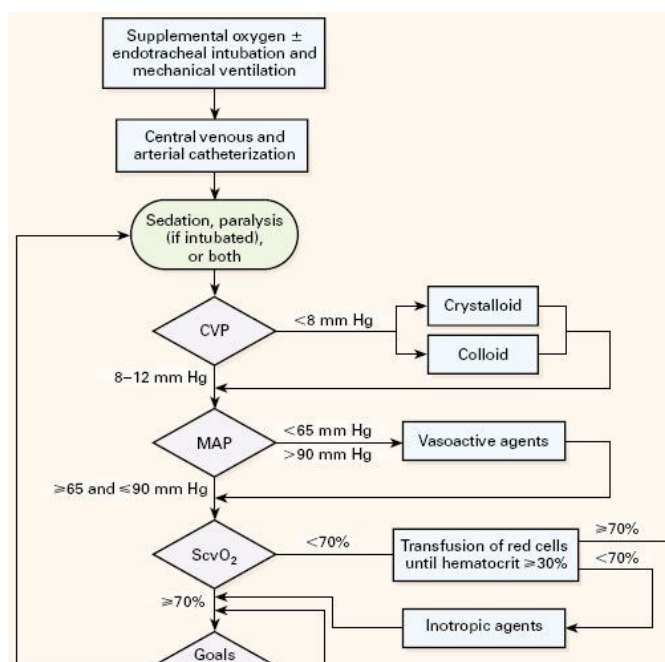 Supplemental oxygen ±
endotracheal intubation and
mechanical ventilation
Central venous and
arterial catheterization
Sedation, paralysis
(if intubated),
or both
CVP
<8 mm Hg
Crystalloid
Colloid
8–12 mm Hg
MAP
<65 mm Hg
>90 mm Hg
Vasoactive agents
≥65 and ≤90 mm Hg
ScvO₂
<70%
Transfusion of red cells
until hematocrit ≥30%
≥70%
<70%
≥70%
Inotropic agents
Goals